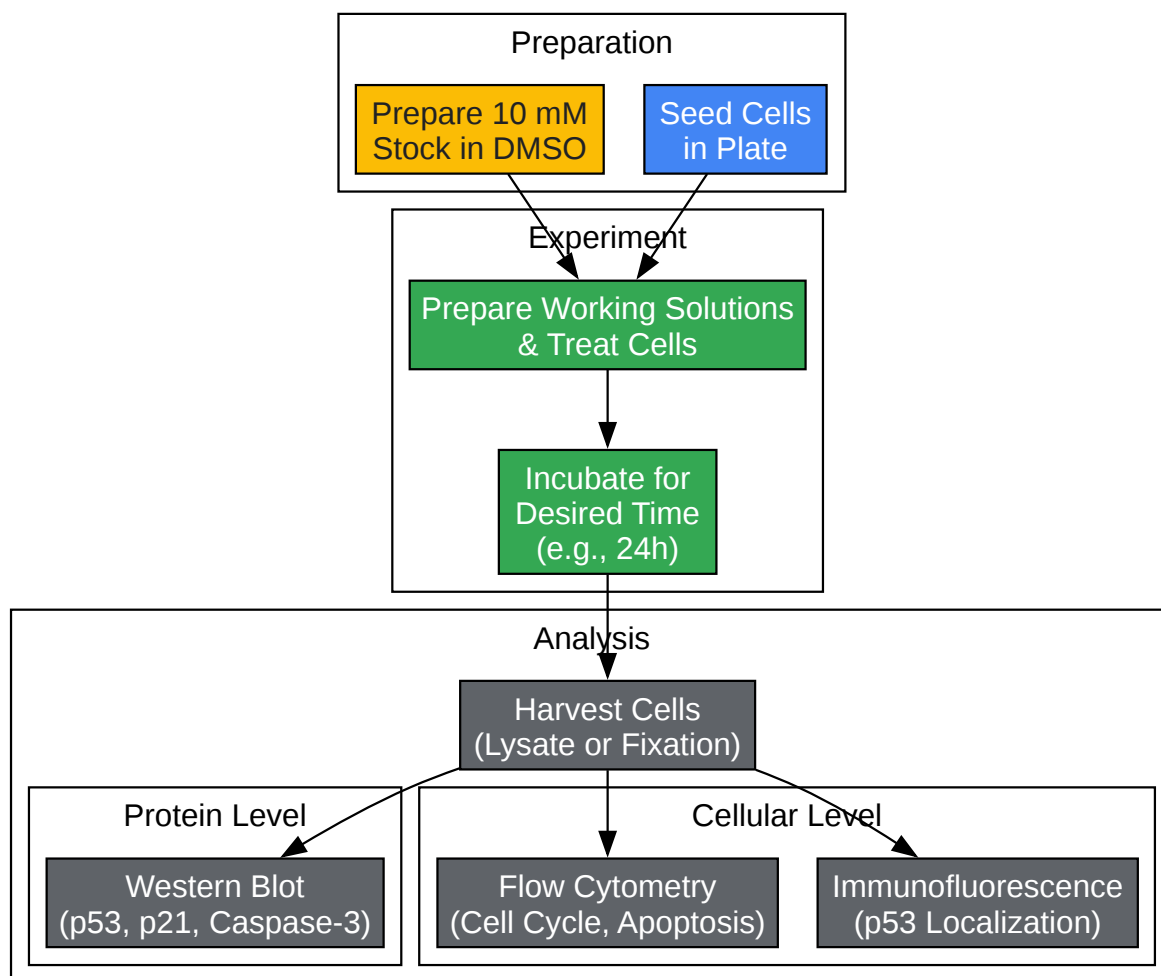 Preparation
Prepare 10 mM
Stock in DMSO
Seed Cells
in Plate
Experiment
Prepare Working Solutions
& Treat Cells
Incubate for
Desired Time
(e.g., 24h)
Analysis
Harvest Cells
(Lysate or Fixation)
Protein Level
Western Blot
(p53, p21, Caspase-3)
Cellular Level
Flow Cytometry
(Cell Cycle, Apoptosis)
Immunofluorescence
(p53 Localization)